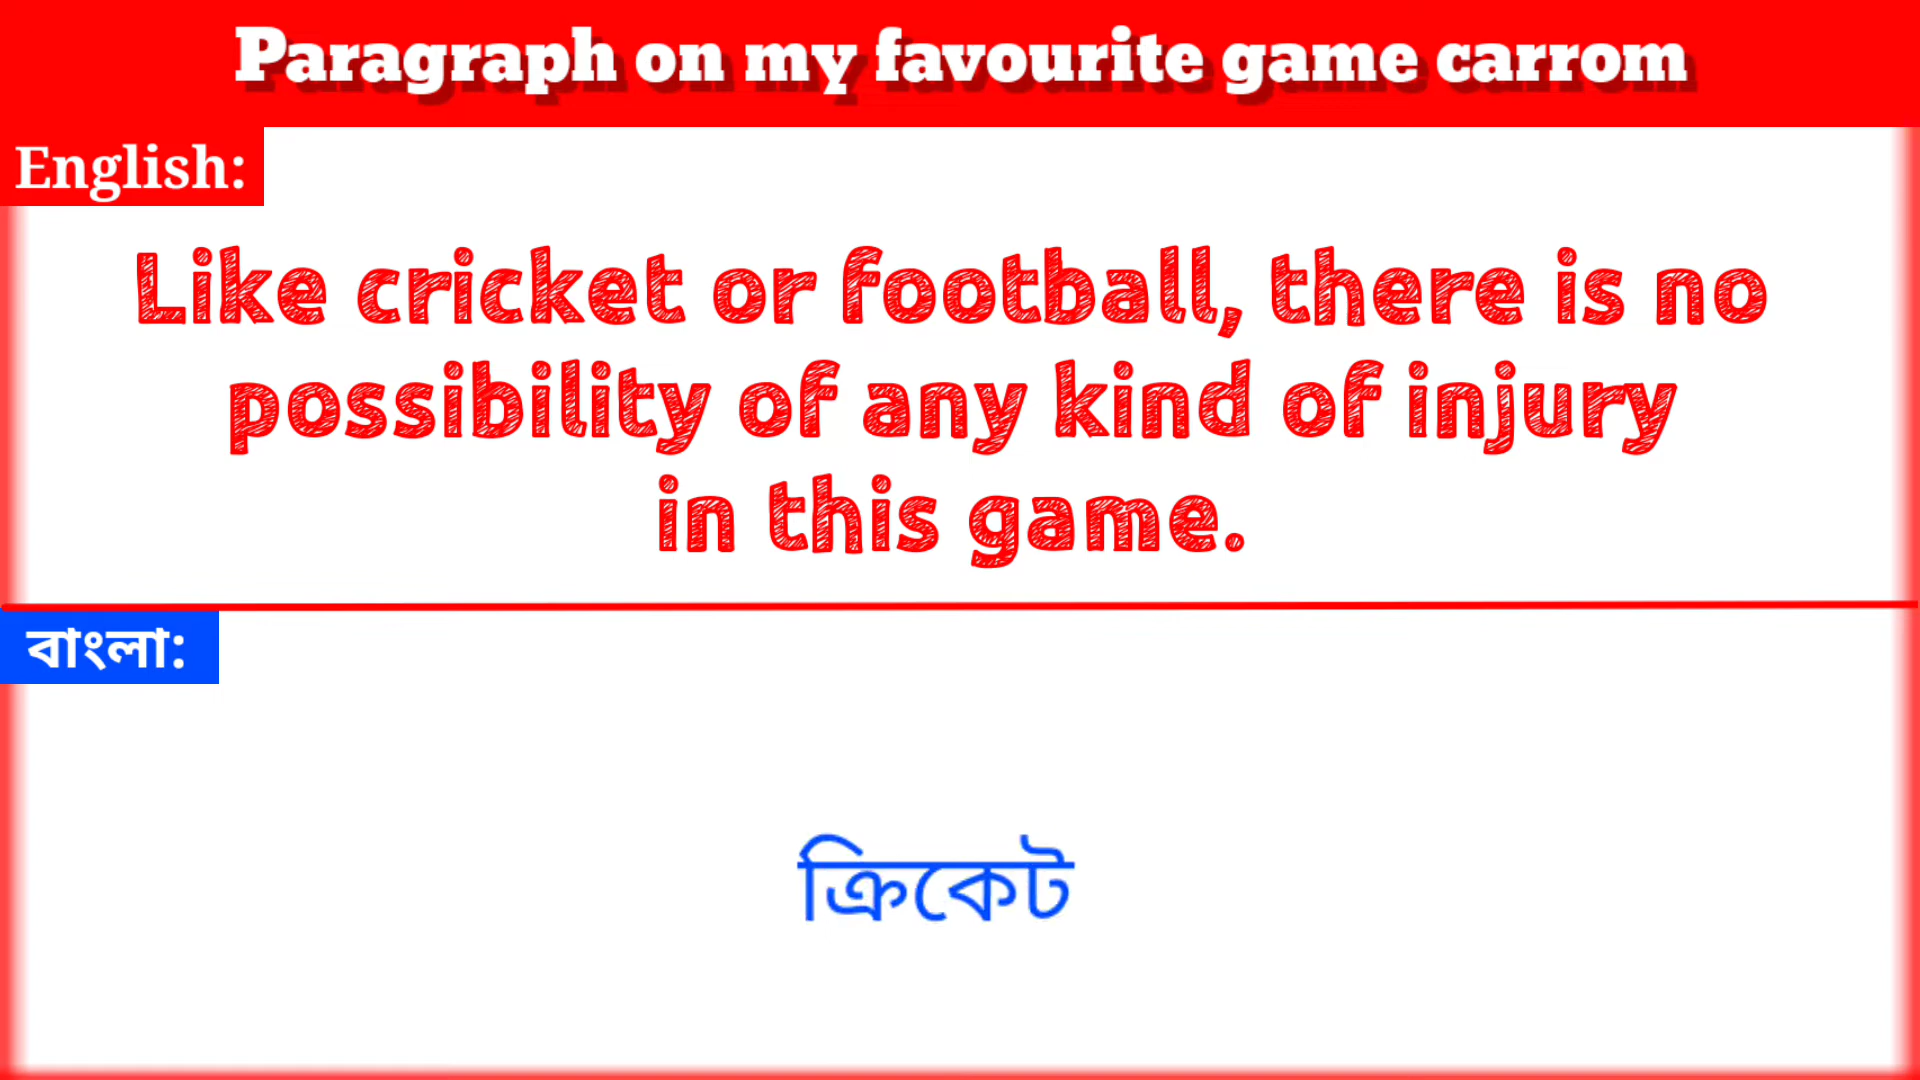 Paragraph on my favourite game carrom
English:
Like cricket or football, there is no
possibility of any kind of injury
in this game.
বাংলা:
ক্রিকেট